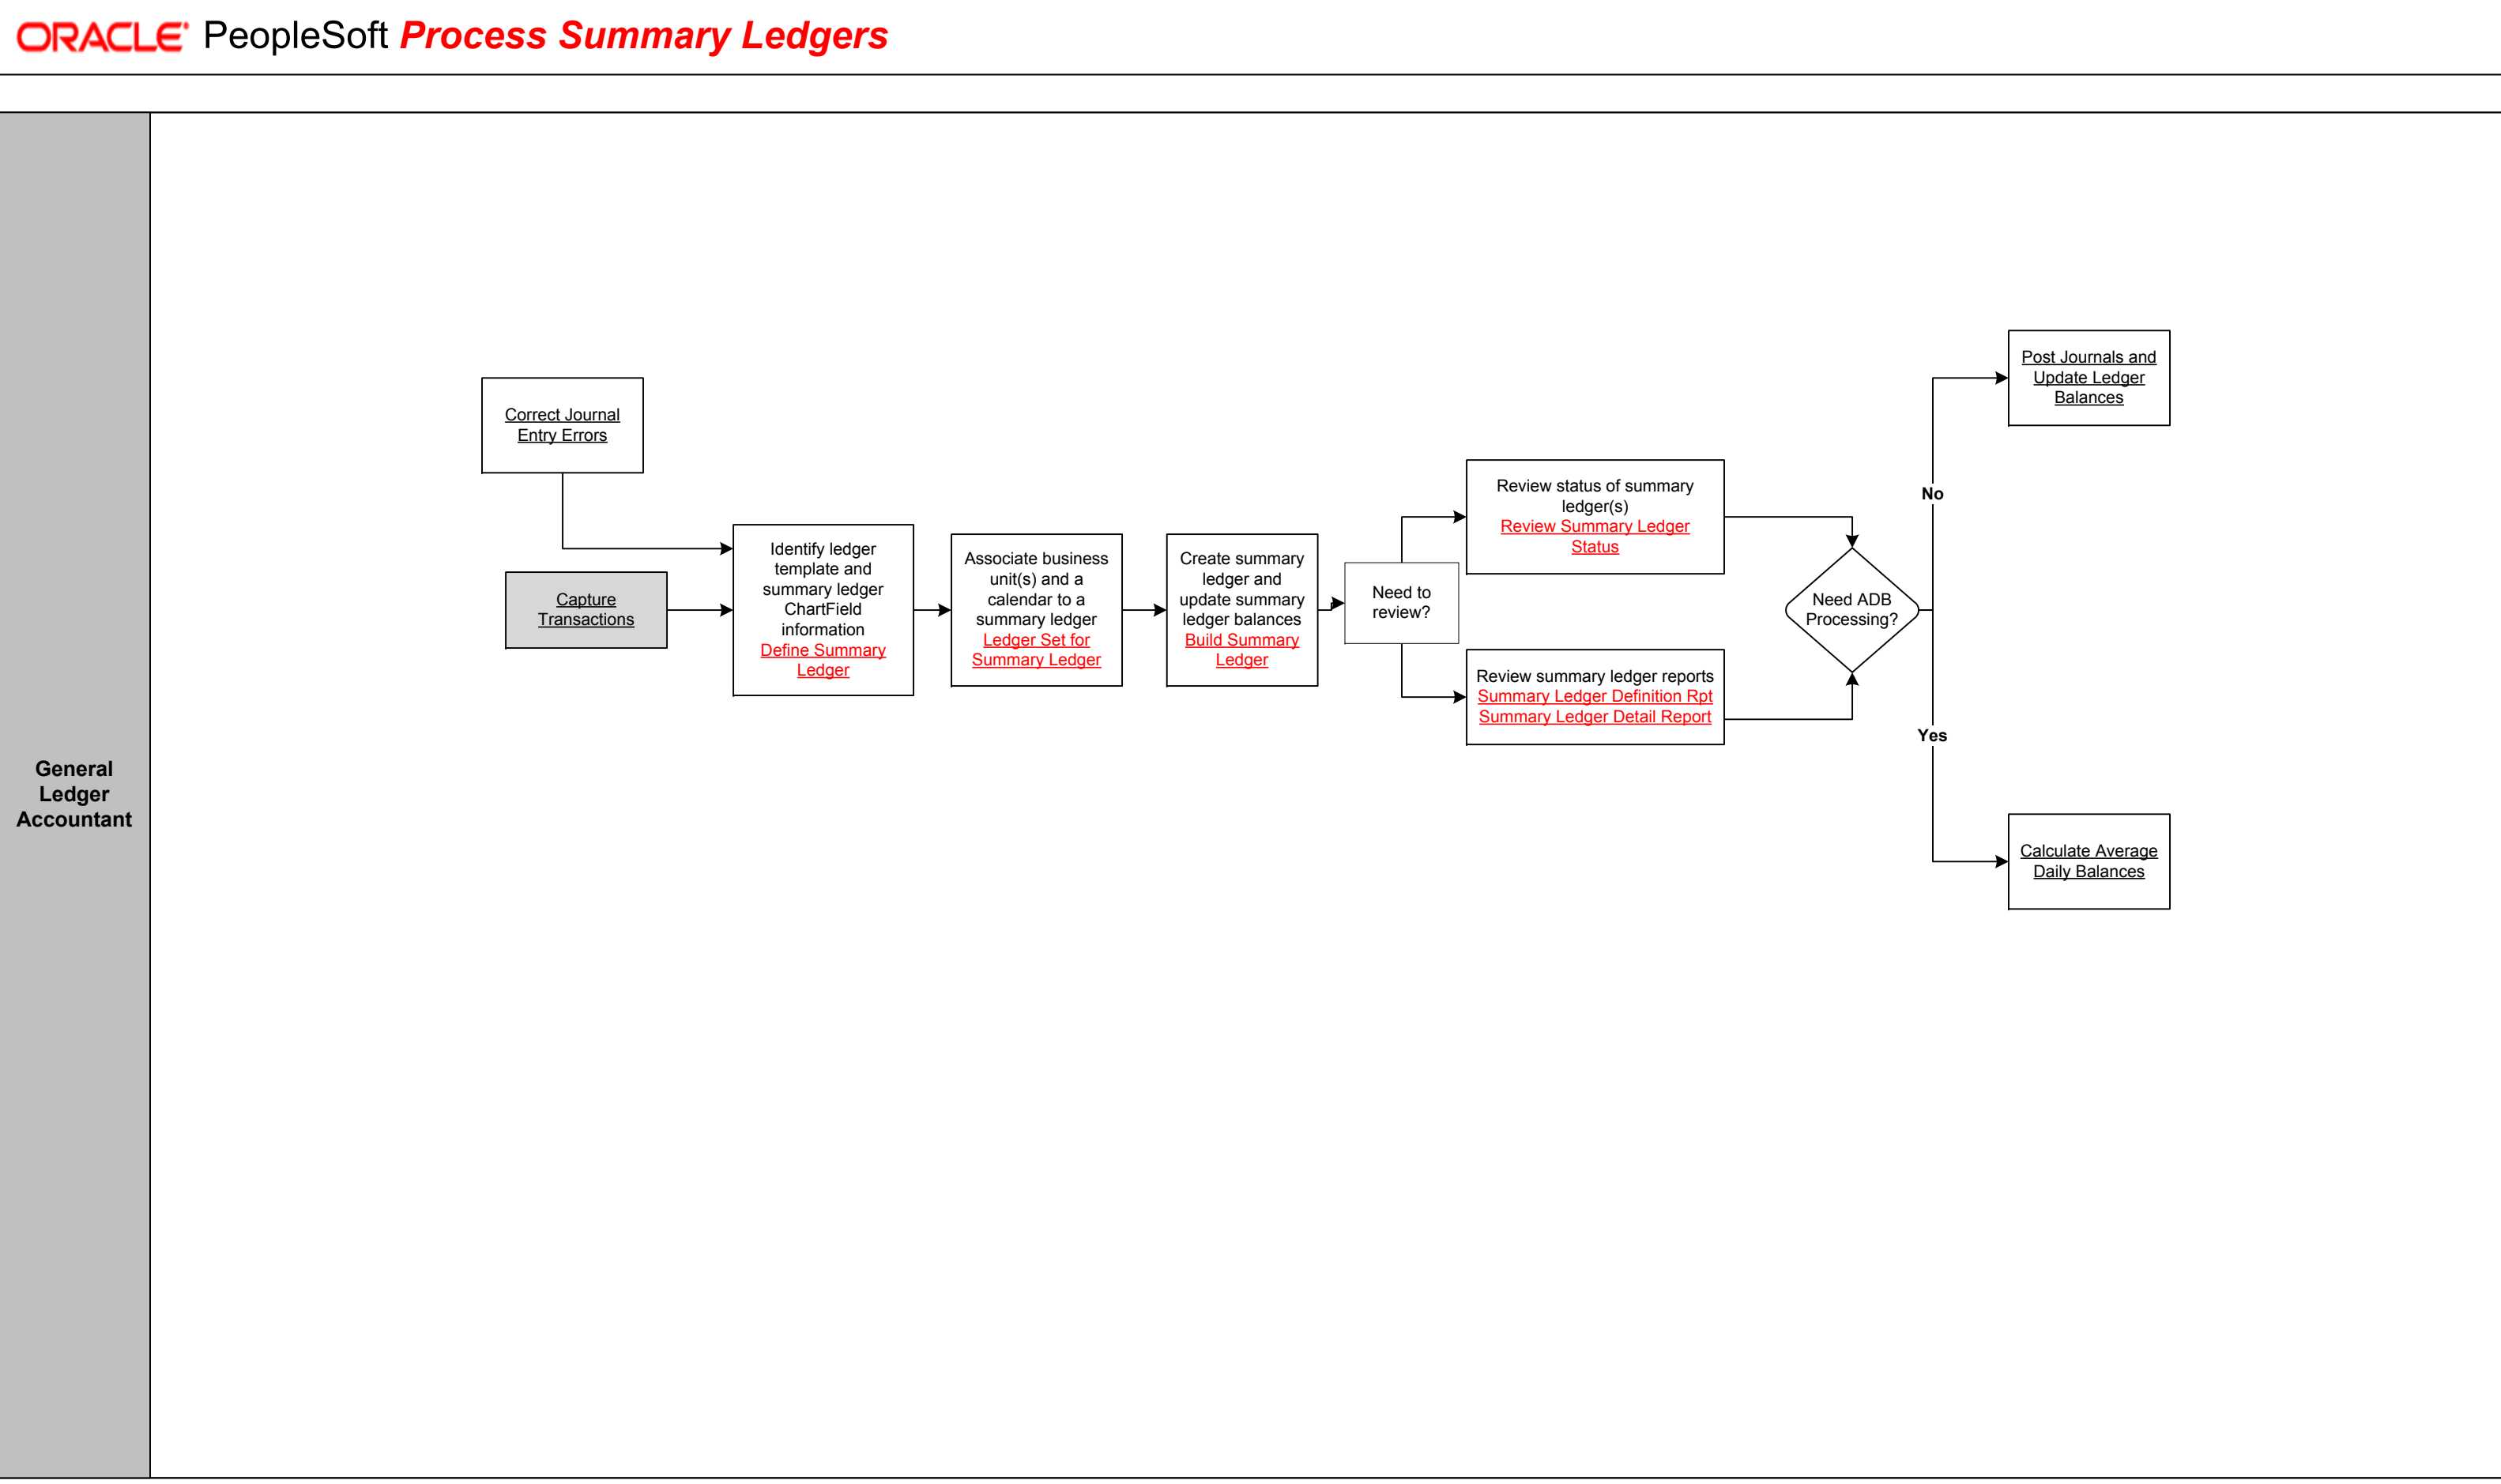 ORACLE® PeopleSoft Process Summary Ledgers
General
Ledger
Accountant
Correct Journal
Entry Errors
Capture
Transactions
Identify ledger
template and
summary ledger
ChartField
information
Define Summary
Ledger
Associate business
unit(s) and a
calendar to a
summary ledger
Ledger Set for
Summary Ledger
Create summary
ledger and
update summary
ledger balances
Build Summary
Ledger
Need to
review?
Review status of summary
ledger(s)
Review Summary Ledger
Status
Review summary ledger reports
Summary Ledger Definition Rpt
Summary Ledger Detail Report
Need ADB
Processing?
No
Post Journals and
Update Ledger
Balances
Yes
Calculate Average
Daily Balances